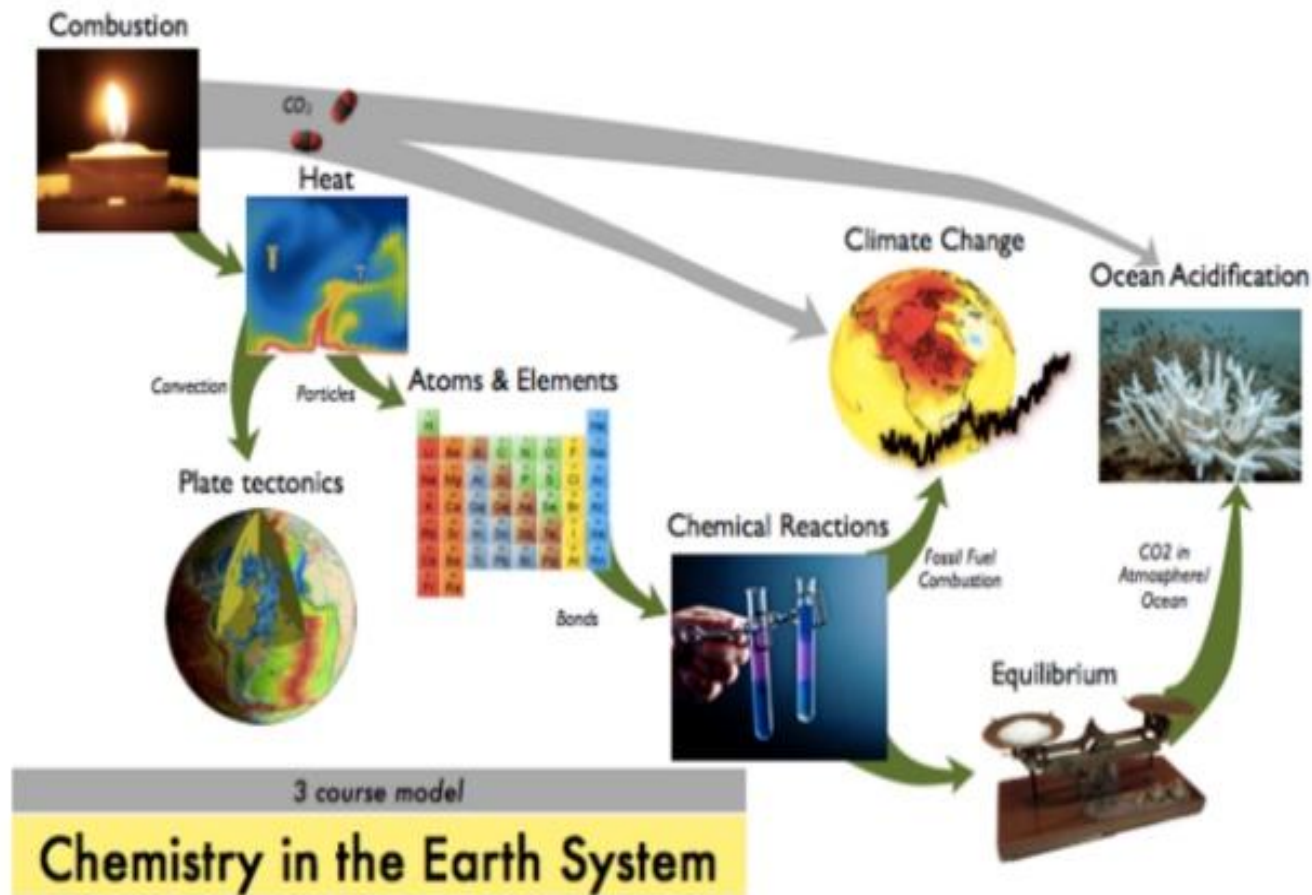 Combustion
CO₂
Heat
Climate Change
Ocean Acidification
Convection
Particles
Atoms & Elements
Plate tectonics
Chemical Reactions
Fossil Fuel
Combustion
CO2 in
Atmosphere/
Ocean
Bonds
Equilibrium
3 course model
Chemistry in the Earth System